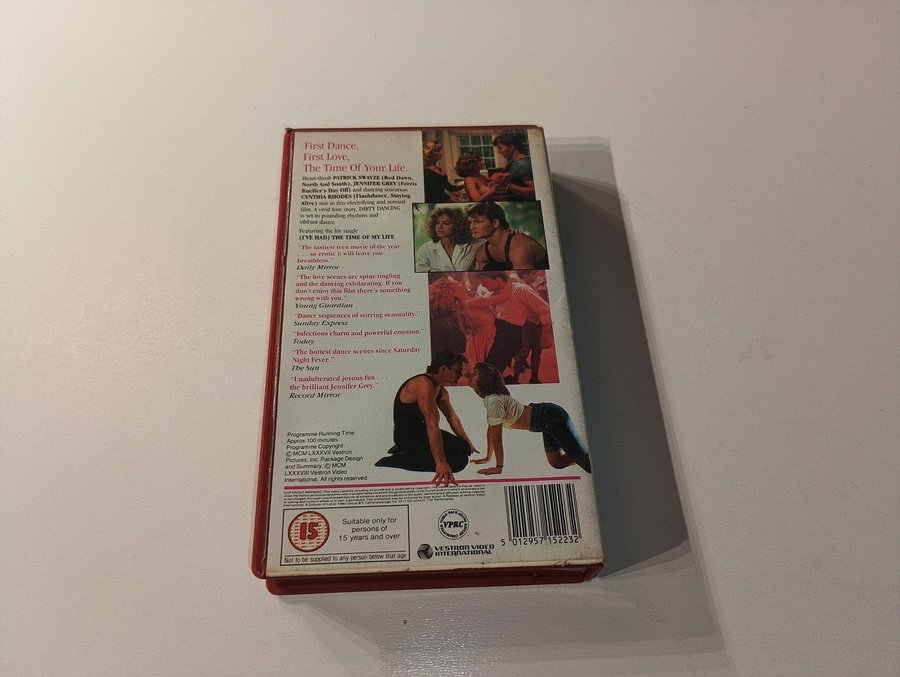 First Dance,
First Love,
The Time Of Your Life.
Heart-throb PATRICK SWAYZE (Red Dawn,
North And South), JENNIFER GREY (Ferris
Bueller's Day Off) and dancing sensation
CYNTHIA RHODES (Flashdance, Staying
Alive) star in this electrifying and sensual
film. A vivid love story, DIRTY DANCING
is set to pounding rhythms and
vibrant dance.
Featuring the hit single
(I'VE HAD) THE TIME OF MY LIFE
"The tastiest teen movie of the year
. . . so erotic it will leave you
breathless."
Daily Mirror
"The love scenes are spine tingling
and the dancing exhilarating. If you
don't enjoy this film there's something
wrong with you."
Young Guardian
"Dance sequences of stirring sensuality."
Sunday Express
"Infectious charm and powerful emotion."
Today
"The hottest dance scenes since Saturday
Night Fever."
The Sun
"Unadulterated joyous fun . . .
the brilliant Jennifer Grey."
Record Mirror
Programme Running Time:
Approx 100 minutes.
Programme Copyright:
© MCM LXXXVII Vestron
Pictures, Inc. Package Design
and Summary: © MCM
LXXXVIII Vestron Video
International. All rights reserved.
15
Suitable only for
persons of
15 years and over
Not to be supplied to any person below that age
VPRC
VESTRON VIDEO
INTERNATIONAL
5 012957 152232